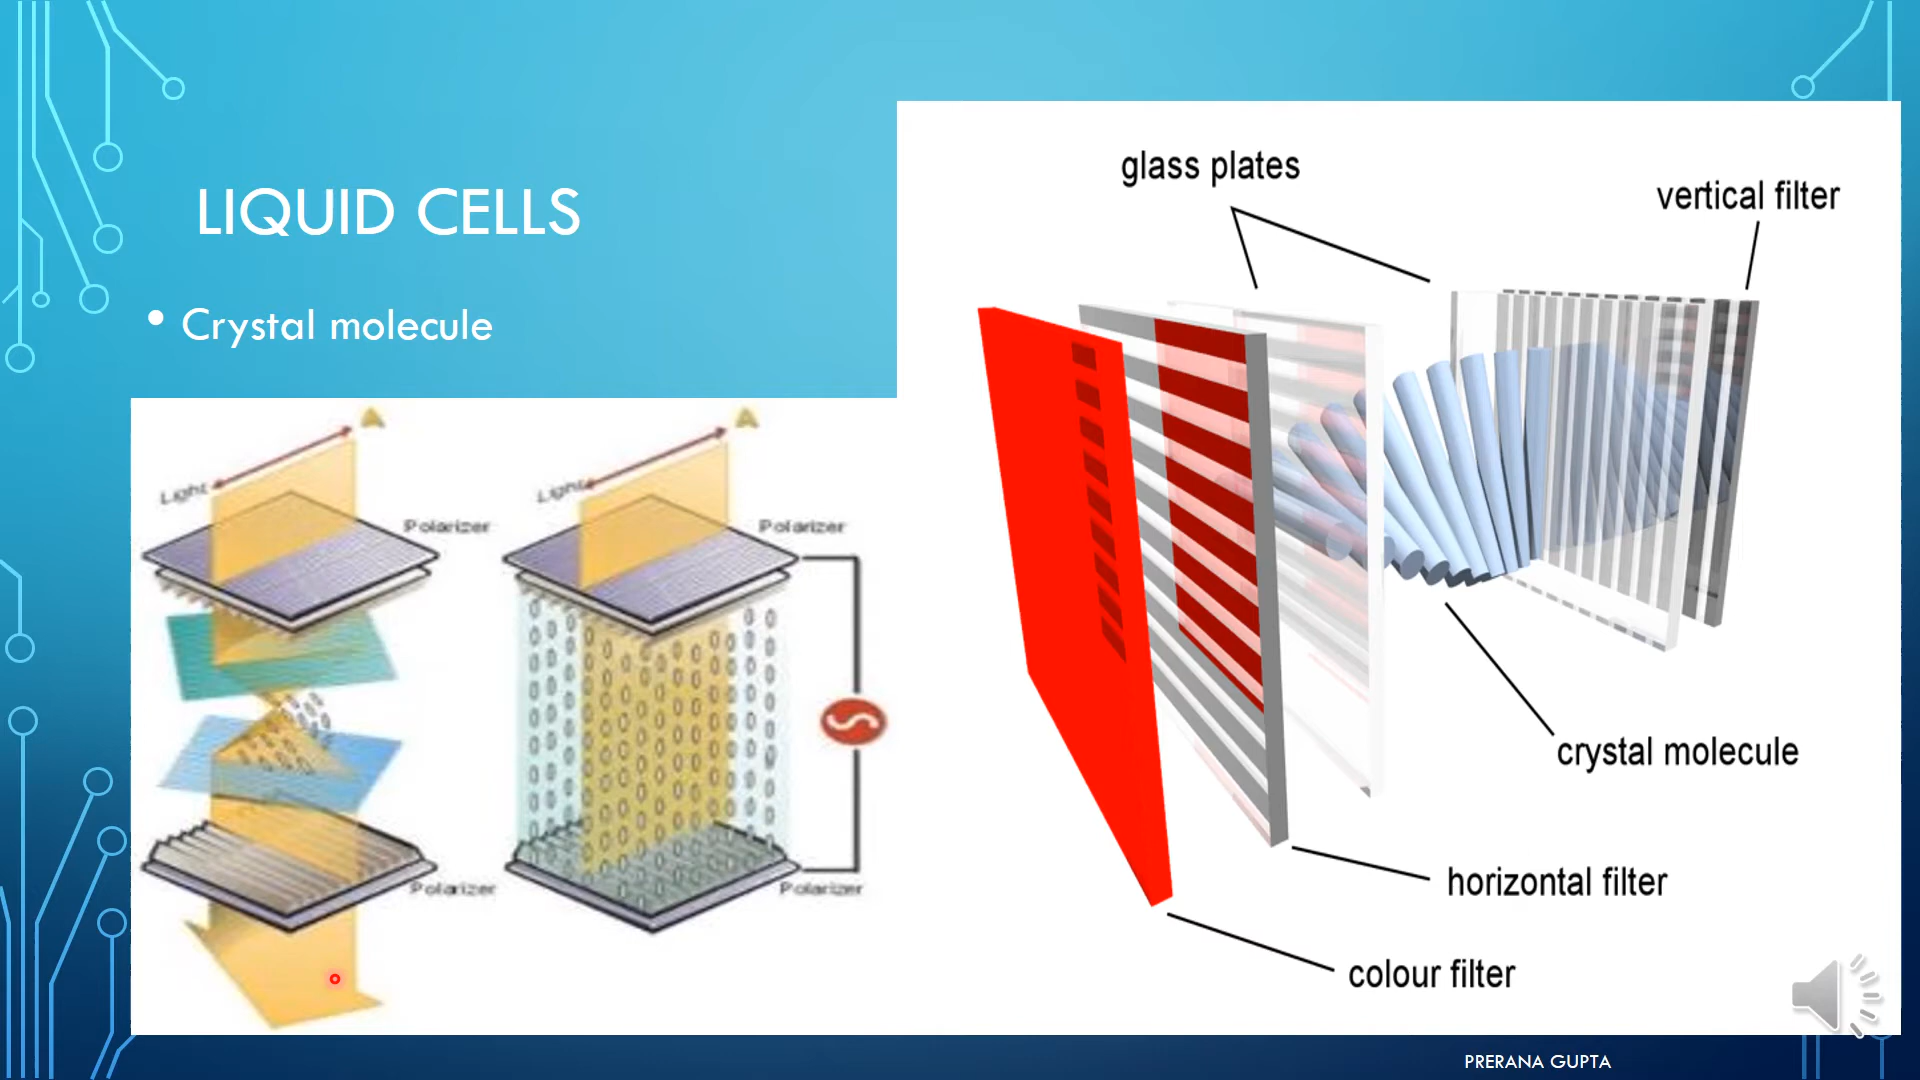 LIQUID CELLS
• Crystal molecule
Light
A
Polarizer
Polarizer
Light
A
Polarizer
Polarizer
glass plates
vertical filter
crystal molecule
horizontal filter
colour filter
PRERANA GUPTA